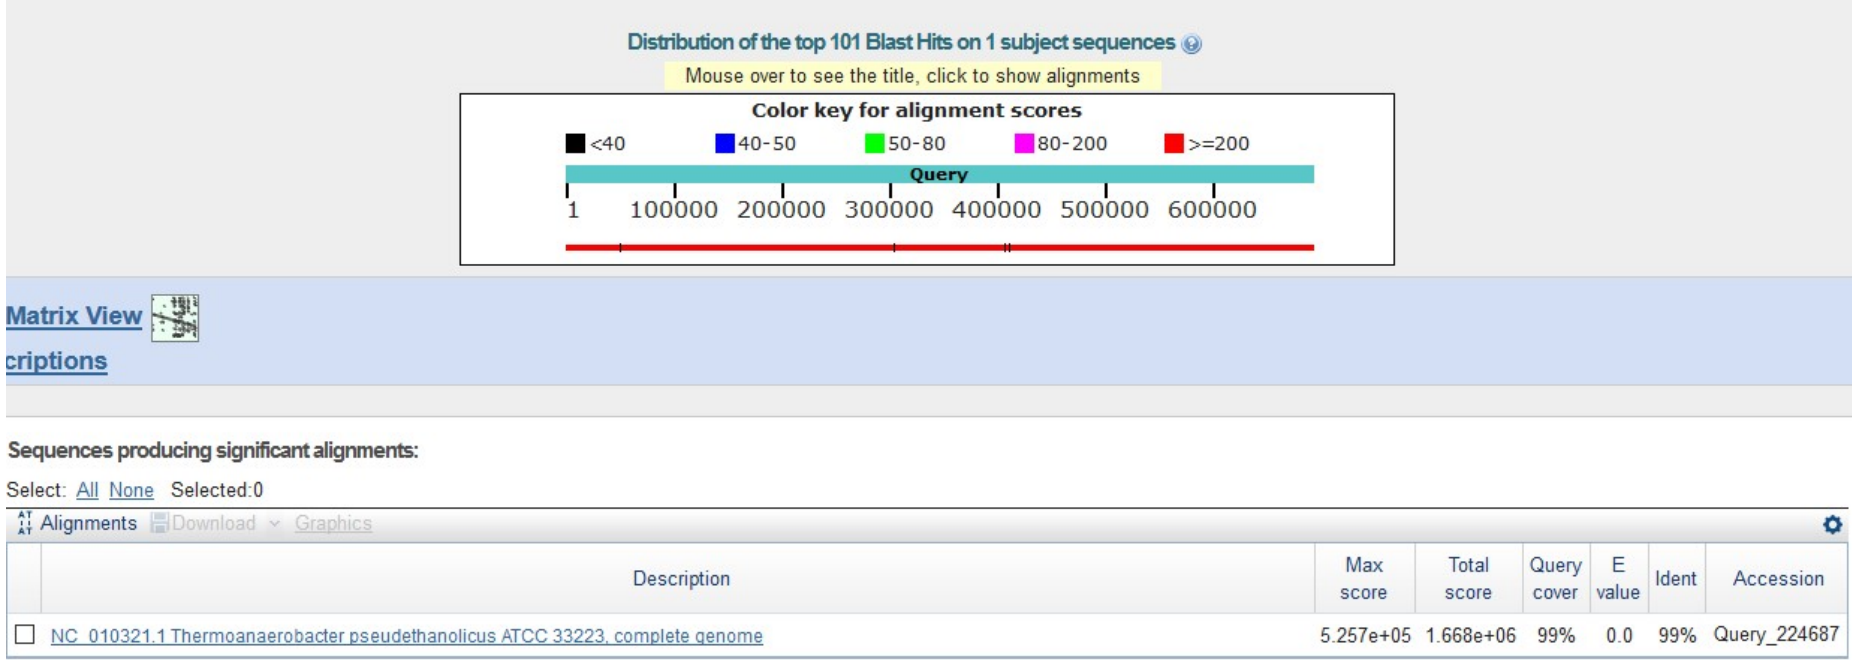 Distribution of the top 101 Blast Hits on 1 subject sequences
Mouse over to see the title, click to show alignments
Color key for alignment scores
<40 40-50 50-80 80-200 >=200
Query
1 100000 200000 300000 400000 500000 600000
Matrix View
criptions
Sequences producing significant alignments:
Select: All None Selected:0
Alignments Download Graphics
Description Max score Total score Query cover E value Ident Accession
NC_010321.1 Thermoanaerobacter pseudethanolicus ATCC 33223, complete genome 5.257e+05 1.668e+06 99% 0.0 99% Query_224687